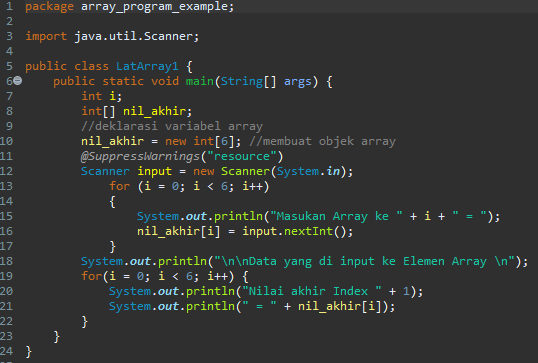 1 package array_program_example;
2
3 import java.util.Scanner;
4
5 public class LatArray1 {
6 public static void main(String[] args) {
7 int i;
8 int[] nil_akhir;
9 //deklarasi variabel array
10 nil_akhir = new int[6]; //membuat objek array
11 @SuppressWarnings("resource")
12 Scanner input = new Scanner(System.in);
13 for (i = 0; i < 6; i++)
14 {
15 System.out.println("Masukan Array ke " + i + " = ");
16 nil_akhir[i] = input.nextInt();
17 }
18 System.out.println("\n\nData yang di input ke Elemen Array \n");
19 for(i = 0; i < 6; i++) {
20 System.out.println("Nilai akhir Index " + 1);
21 System.out.println(" = " + nil_akhir[i]);
22 }
23 }
24 }